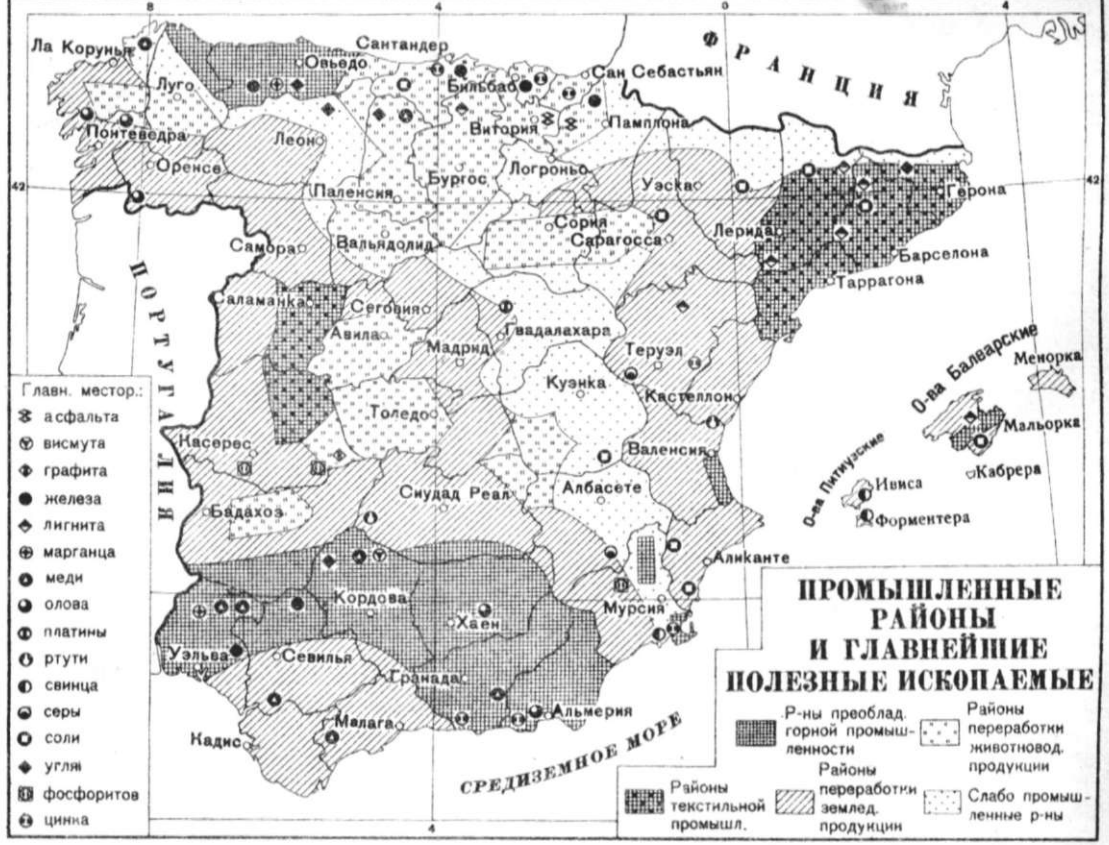 8
4
0
4
ФРАНЦИЯ
Ла Корунья
Овьедо
Сантандер
Бильбао
Сан Себастьян
Луго
Понтеведра
Витория
Памплона
Леон
Оренсе
Логроньо
42
Паленсия
Бургос
Уэска
Герона
42
Сория
Самора
Вальядолид
Сарагосса
Лерида
Барселона
Таррагона
ПОРТУГАЛИЯ
Саламанка
Сеговия
Авила
Гвадалахара
Мадрид
Теруэл
О-ва Балеарские
Менорка
Куэнка
Кастеллон
Толедо
Мальорка
Касерес
Валенсия
Кабрера
О-ва Питиузские
Ивиса
Форментера
Сиудад Реал
Албасете
Бадахоз
Аликанте
Кордова
Хаен
Мурсия
Уэльва
Севилья
Гранада
Альмерия
Малага
Кадис
СРЕДИЗЕМНОЕ МОРЕ
4
0
Главн. местор.:
асфальта
висмута
графита
железа
лигнита
марганца
меди
олова
платины
ртути
свинца
серы
соли
угля
фосфоритов
цинка
ПРОМЫШЛЕННЫЕ
РАЙОНЫ
И ГЛАВНЕЙШИЕ
ПОЛЕЗНЫЕ ИСКОПАЕМЫЕ
Р-ны преоблад.
горной промыш-
ленности
Районы
переработки
животновод.
продукции
Районы
текстильной
промышл.
Районы
переработки
землед.
продукции
Слабо промыш-
ленные р-ны